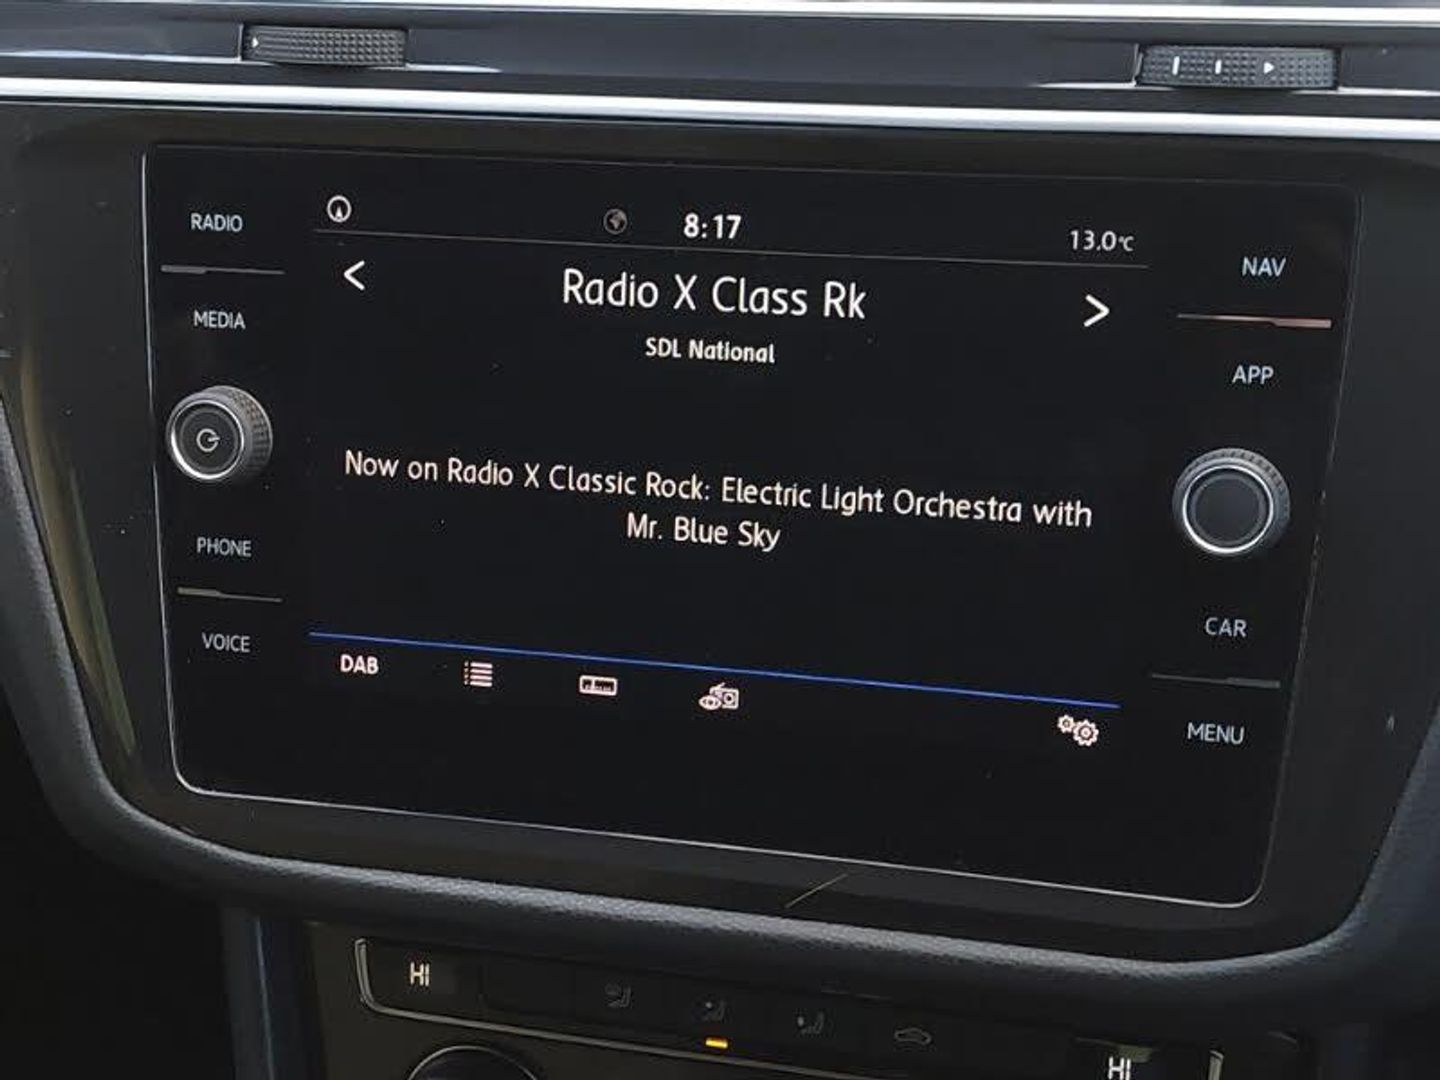 RADIO
MEDIA
PHONE
VOICE
8:17
13.0°C
< Radio X Class Rk >
SDL National
Now on Radio X Classic Rock: Electric Light Orchestra with
Mr. Blue Sky
DAB
NAV
APP
CAR
MENU
HI
HI